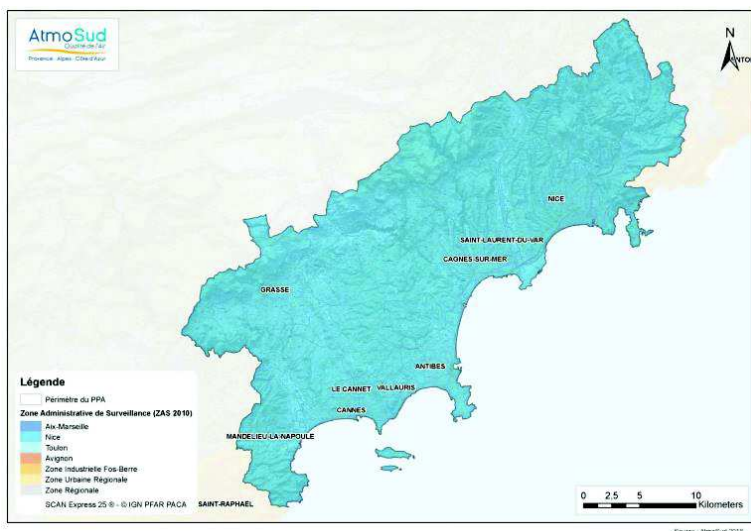 AtmoSud
Qualité de l'Air
Provence · Alpes · Côte d'Azur
N
NICE
SAINT-LAURENT-DU-VAR
CAGNES-SUR-MER
GRASSE
ANTIBES
LE CANNET
VALLAURIS
CANNES
MANDELIEU-LA-NAPOULE
SAINT-RAPHAËL
Légende
Périmètre du PPA
Zone Administrative de Surveillance (ZAS 2010)
Aix-Marseille
Nice
Toulon
Avignon
Zone Industrielle Fos-Berre
Zone Urbaine Régionale
Zone Régionale
SCAN Express 25 ® - © IGN PFAR PACA
0 2.5 5 10
Kilometers